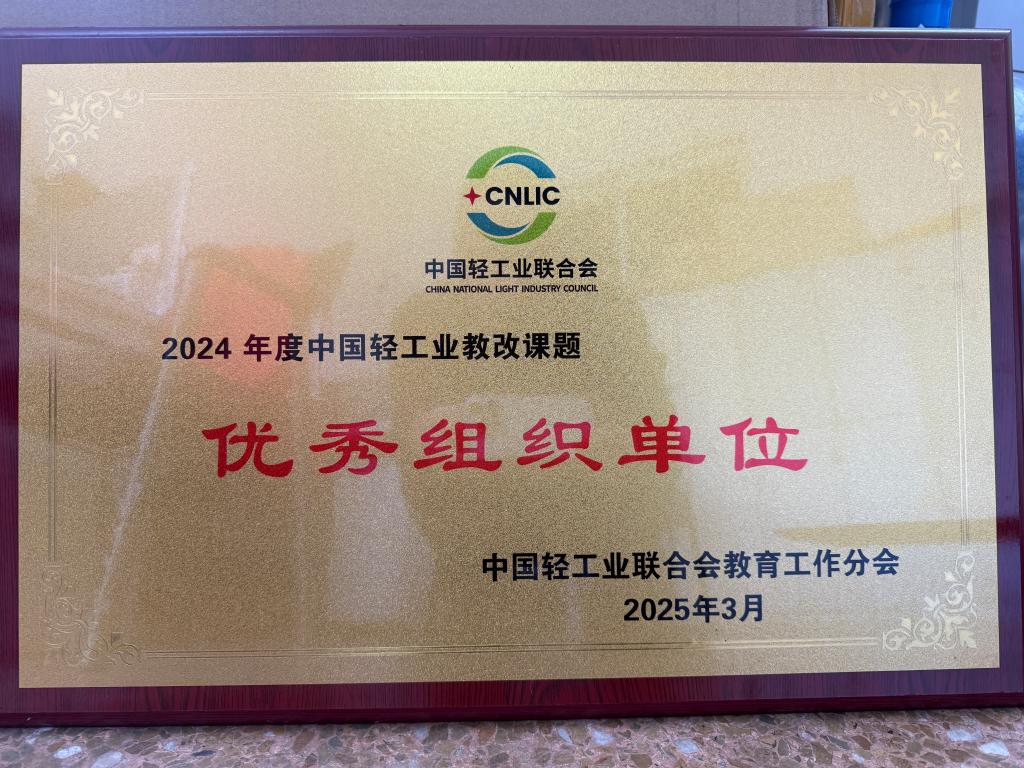 CNLIC
中国轻工业联合会
CHINA NATIONAL LIGHT INDUSTRY COUNCIL
2024 年度中国轻工业教改课题
优秀组织单位
中国轻工业联合会教育工作分会
2025年3月